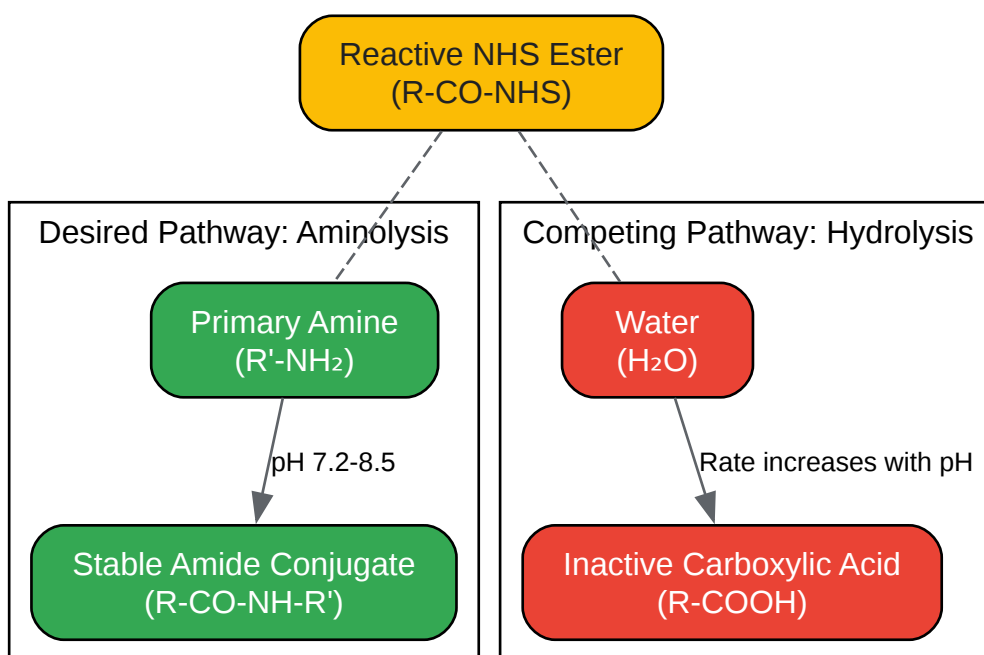 Reactive NHS Ester
(R-CO-NHS)
Desired Pathway: Aminolysis
Primary Amine
(R'-NH₂)
pH 7.2-8.5
Stable Amide Conjugate
(R-CO-NH-R')
Competing Pathway: Hydrolysis
Water
(H₂O)
Rate increases with pH
Inactive Carboxylic Acid
(R-COOH)